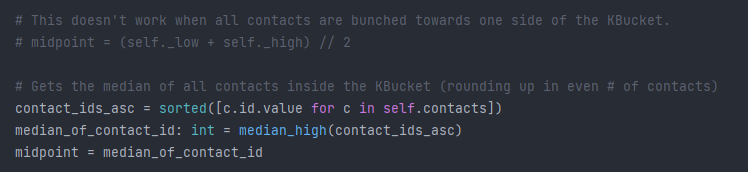 # This doesn't work when all contacts are bunched towards one side of the KBucket.
# midpoint = (self._low + self._high) // 2
# Gets the median of all contacts inside the KBucket (rounding up in even # of contacts)
contact_ids_asc = sorted([c.id.value for c in self.contacts])
median_of_contact_id: int = median_high(contact_ids_asc)
midpoint = median_of_contact_id